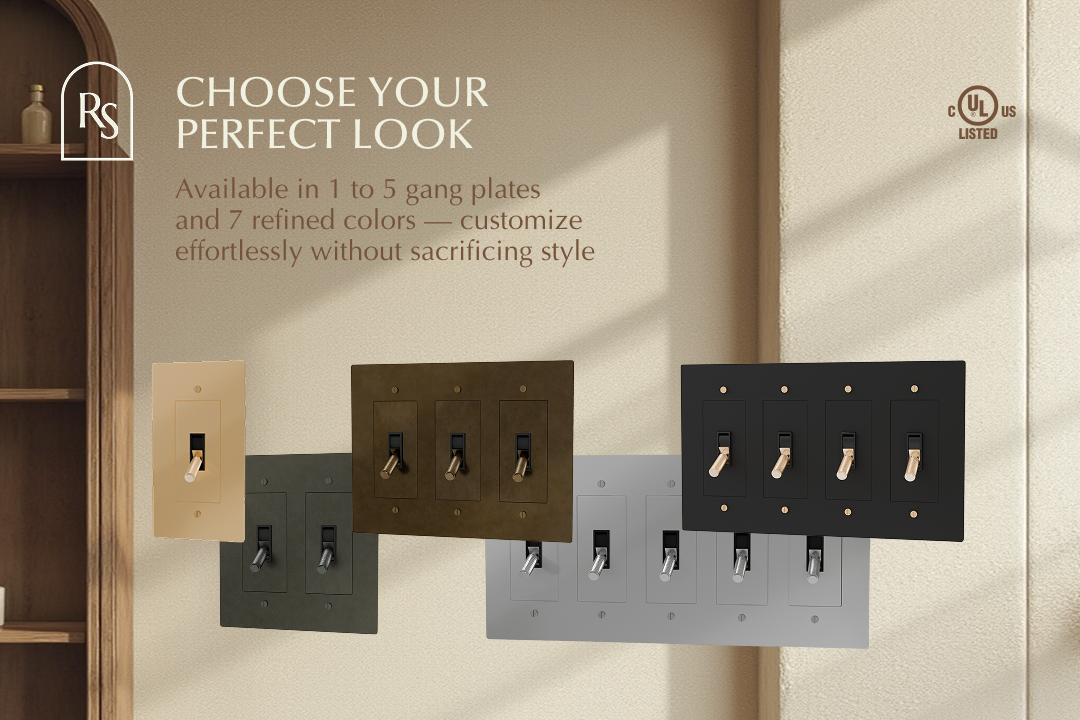 RS
CHOOSE YOUR
PERFECT LOOK
Available in 1 to 5 gang plates
and 7 refined colors — customize
effortlessly without sacrificing style
C UL® US
LISTED